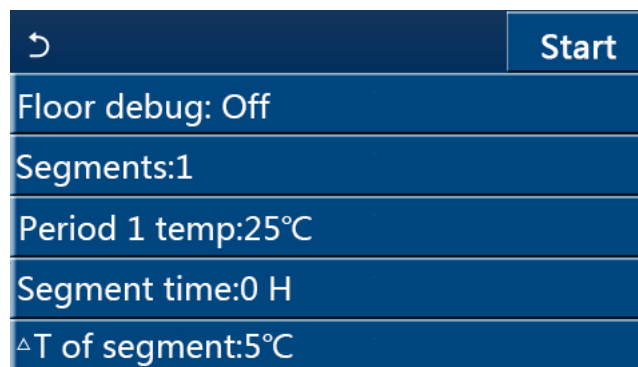 Start
Floor debug: Off
Segments:1
Period 1 temp:25℃
Segment time:0 H
△T of segment:5℃